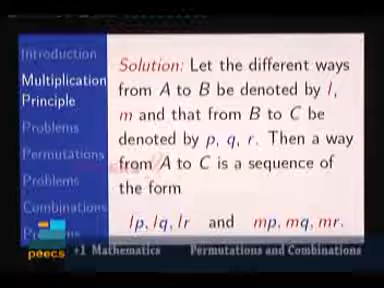 Introduction
Multiplication
Principle
Problems
Permutations
Problems
Combinations
Solution: Let the different ways
from A to B be denoted by l,
m and that from B to C be
denoted by p, q, r. Then a way
from A to C is a sequence of
the form
lp, lq, lr and mp, mq, mr.
peecs
+1 Mathematics
Permutations and Combinations